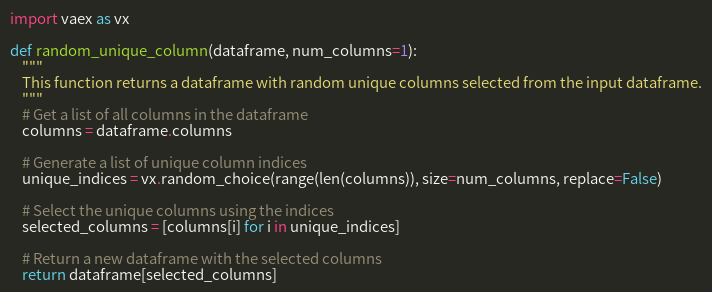 import vaex as vx

def random_unique_column(dataframe, num_columns=1):
    """
    This function returns a dataframe with random unique columns selected from the input dataframe.
    """
    # Get a list of all columns in the dataframe
    columns = dataframe.columns

    # Generate a list of unique column indices
    unique_indices = vx.random_choice(range(len(columns)), size=num_columns, replace=False)

    # Select the unique columns using the indices
    selected_columns = [columns[i] for i in unique_indices]

    # Return a new dataframe with the selected columns
    return dataframe[selected_columns]